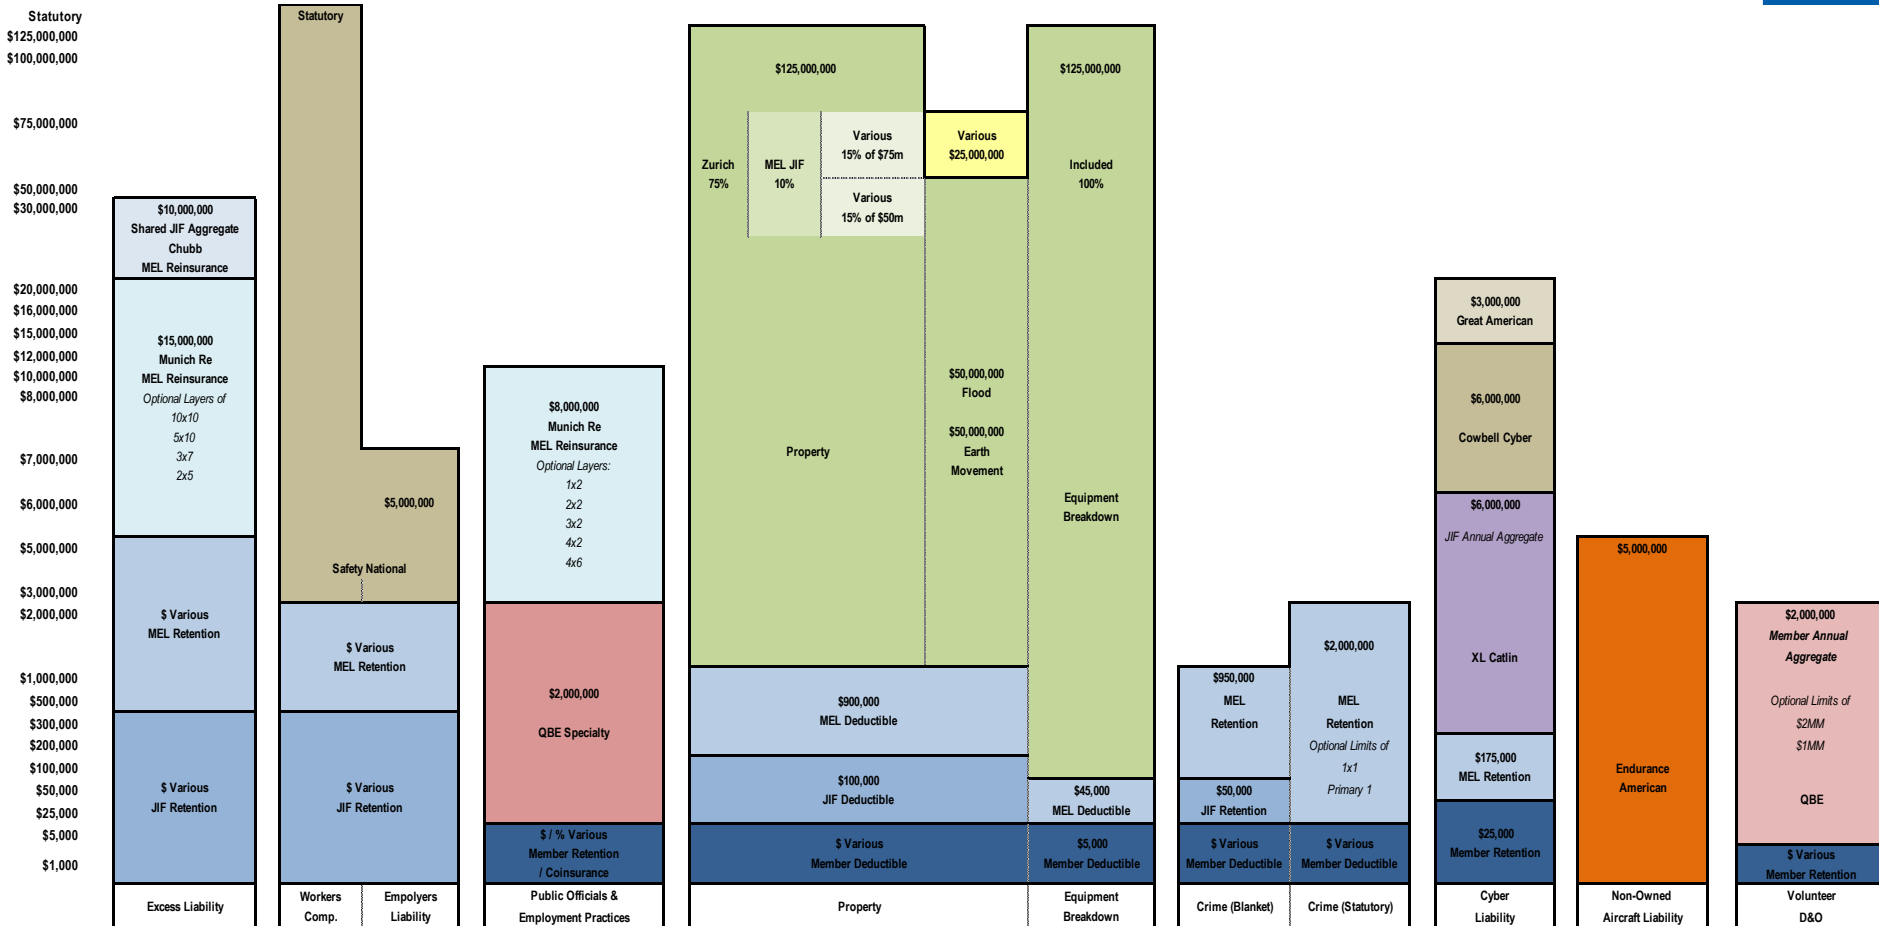 Statutory
$125,000,000
$100,000,000
$75,000,000
$50,000,000
$30,000,000
$20,000,000
$16,000,000
$15,000,000
$12,000,000
$10,000,000
$8,000,000
$7,000,000
$6,000,000
$5,000,000
$3,000,000
$2,000,000
$1,000,000
$500,000
$300,000
$200,000
$100,000
$50,000
$25,000
$5,000
$1,000
$10,000,000
Shared JIF Aggregate
Chubb
MEL Reinsurance
$15,000,000
Munich Re
MEL Reinsurance
Optional Layers of
10x10
5x10
3x7
2x5
$ Various
MEL Retention
$ Various
JIF Retention
Excess Liability
Statutory
$5,000,000
Safety National
$ Various
MEL Retention
$ Various
JIF Retention
Workers
Comp.
Empolyers
Liability
$8,000,000
Munich Re
MEL Reinsurance
Optional Layers:
1x2
2x2
3x2
4x2
4x6
$2,000,000
QBE Specialty
$ / % Various
Member Retention
/ Coinsurance
Public Officials &
Employment Practices
$125,000,000
Zurich
75%
MEL JIF
10%
Various
15% of $75m
Various
15% of $50m
Property
Various
$25,000,000
$50,000,000
Flood
$50,000,000
Earth
Movement
$900,000
MEL Deductible
$100,000
JIF Deductible
$ Various
Member Deductible
Property
$125,000,000
Included
100%
Equipment
Breakdown
$45,000
MEL Deductible
$5,000
Member Deductible
Equipment
Breakdown
$950,000
MEL
Retention
$50,000
JIF Retention
$ Various
Member Deductible
Crime (Blanket)
$2,000,000
MEL
Retention
Optional Limits of
1x1
Primary 1
$ Various
Member Deductible
Crime (Statutory)
$3,000,000
Great American
$6,000,000
Cowbell Cyber
$6,000,000
JIF Annual Aggregate
XL Catlin
$175,000
MEL Retention
$25,000
Member Retention
Cyber
Liability
$5,000,000
Endurance
American
Non-Owned
Aircraft Liability
$2,000,000
Member Annual
Aggregate
Optional Limits of
$2MM
$1MM
QBE
$ Various
Member Retention
Volunteer
D&O